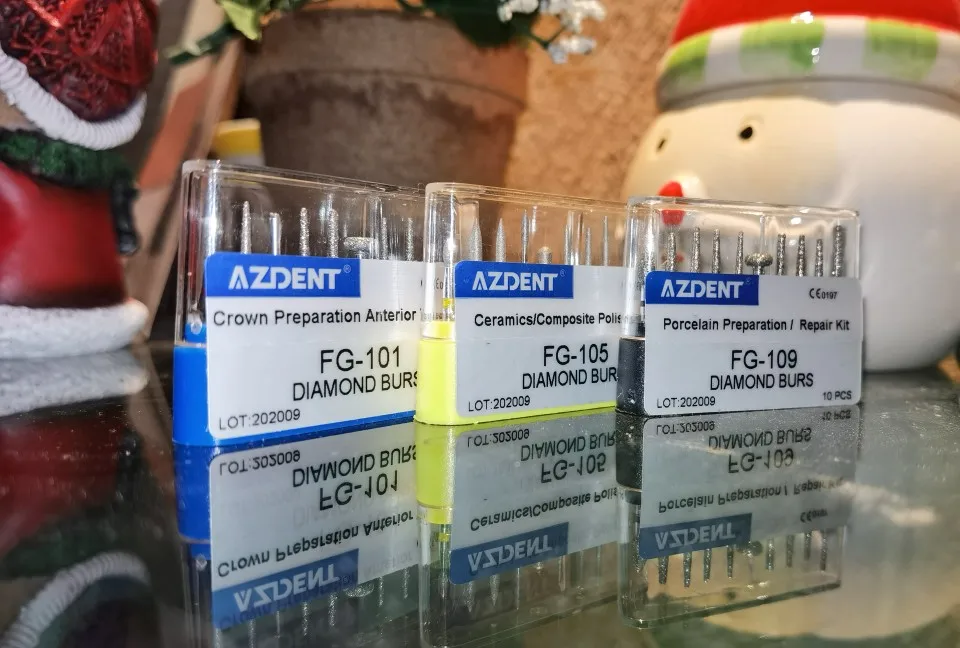 AZDENT®
Crown Preparation Anterior
FG-101
DIAMOND BURS
LOT:202009
AZDENT®
Ceramics/Composite Polis
FG-105
DIAMOND BUR
LOT:202009
AZDENT®
CE0197
Porcelain Preparation / Repair Kit
FG-109
DIAMOND BURS
LOT:202009
10 PCS